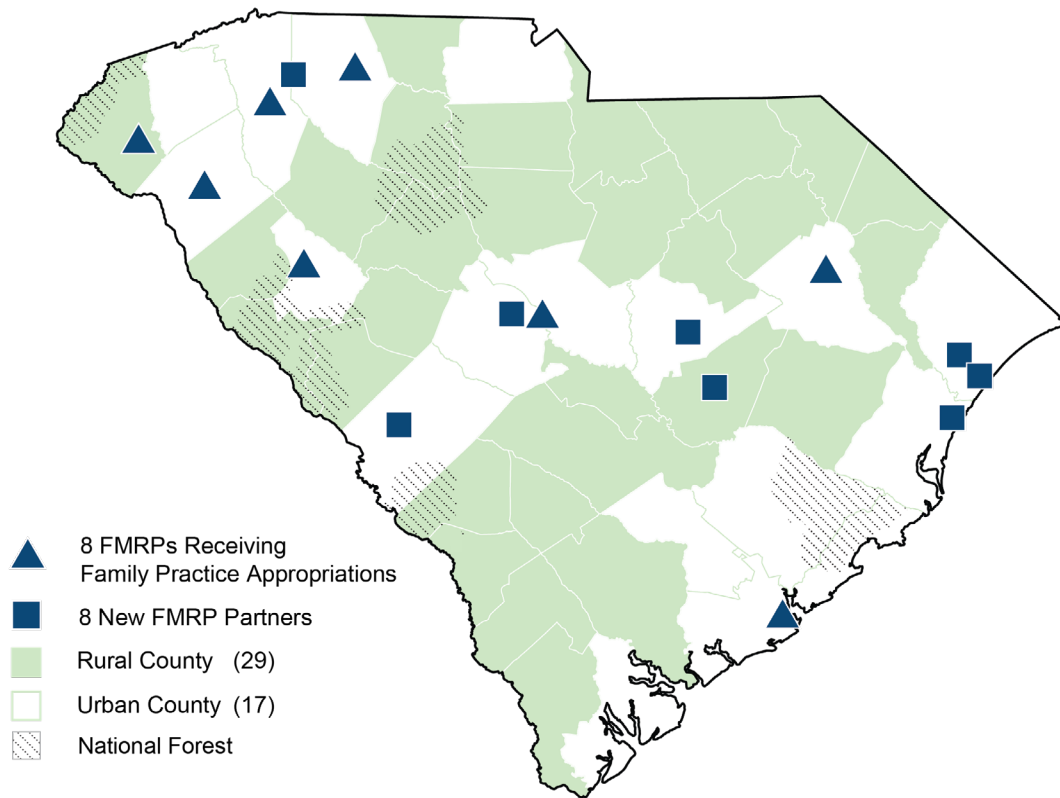 8 FMRPs Receiving
Family Practice Appropriations
8 New FMRP Partners
Rural County (29)
Urban County (17)
National Forest